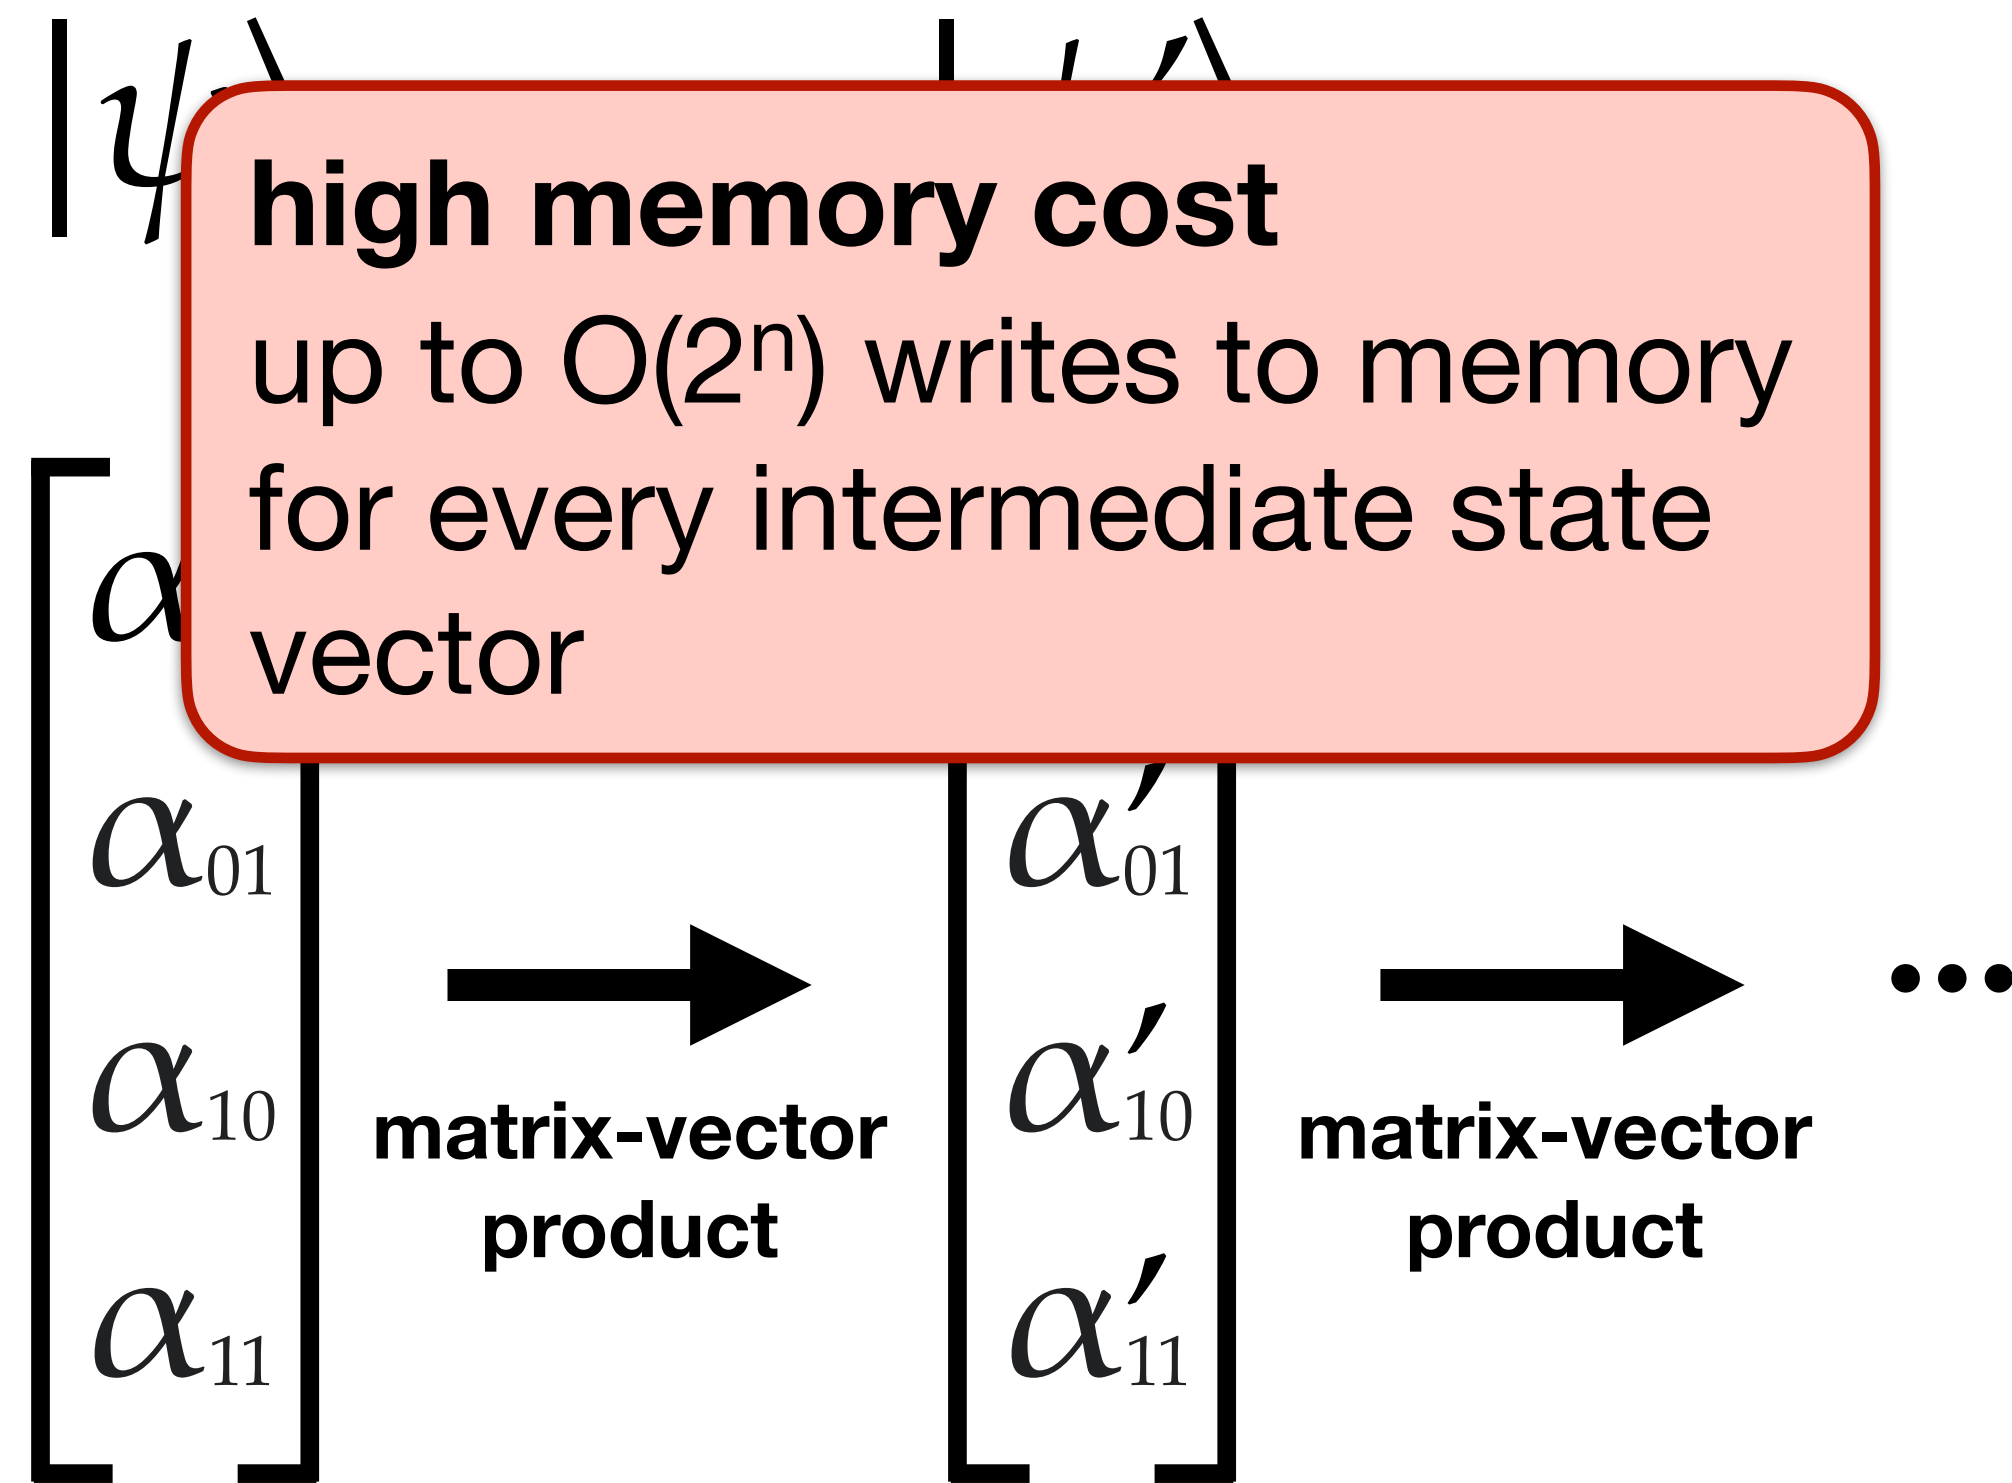 |ψ
high memory cost
up to O(2ⁿ) writes to memory
for every intermediate state
vector
α
α₀₁ α′₀₁
α₁₀ α′₁₀
matrix-vector matrix-vector
product product
α₁₁ α′₁₁
...